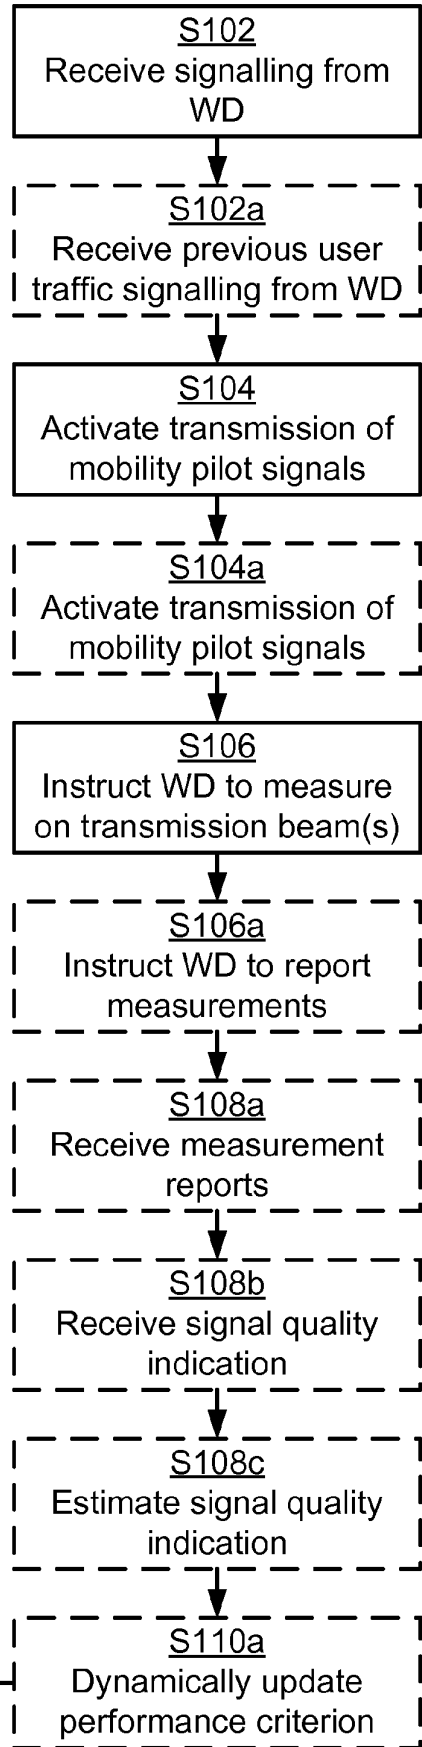 S102
Receive signalling from
WD
S102a
Receive previous user
traffic signalling from WD
S104
Activate transmission of
mobility pilot signals
S104a
Activate transmission of
mobility pilot signals
S106
Instruct WD to measure
on transmission beam(s)
S106a
Instruct WD to report
measurements
S108a
Receive measurement
reports
S108b
Receive signal quality
indication
S108c
Estimate signal quality
indication
S110a
Dynamically update
performance criterion